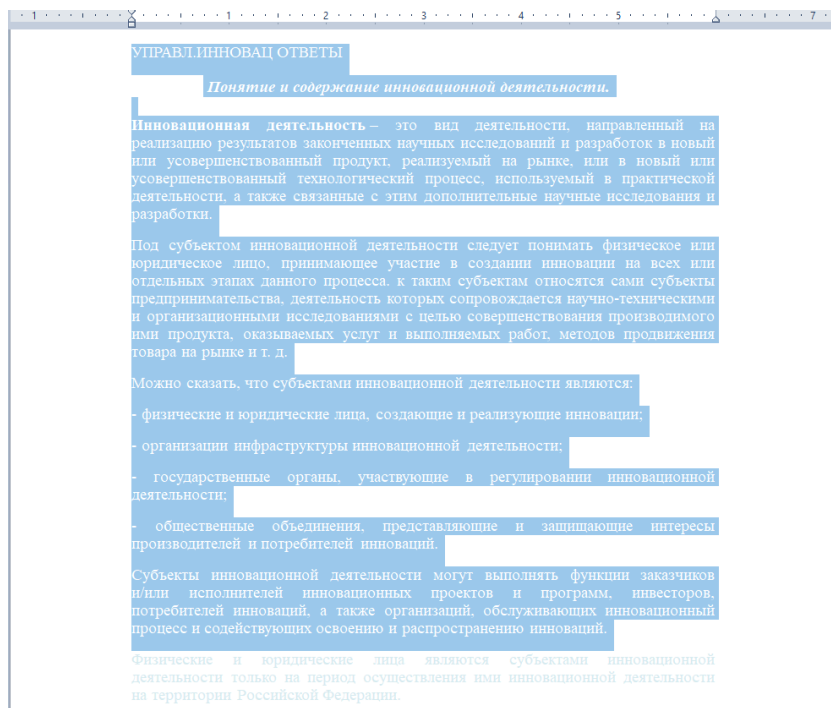 1 1 2 3 4 5 7
УПРАВЛ.ИННОВАЦ ОТВЕТЫ
Понятие и содержание инновационной деятельности.
Инновационная деятельность – это вид деятельности, направленный на
реализацию результатов законченных научных исследований и разработок в новый
или усовершенствованный продукт, реализуемый на рынке, или в новый или
усовершенствованный технологический процесс, используемый в практической
деятельности, а также связанные с этим дополнительные научные исследования и
разработки.
Под субъектом инновационной деятельности следует понимать физическое или
юридическое лицо, принимающее участие в создании инновации на всех или
отдельных этапах данного процесса. к таким субъектам относятся сами субъекты
предпринимательства, деятельность которых сопровождается научно-техническими
и организационными исследованиями с целью совершенствования производимого
ими продукта, оказываемых услуг и выполняемых работ, методов продвижения
товара на рынке и т. д.
Можно сказать, что субъектами инновационной деятельности являются:
- физические и юридические лица, создающие и реализующие инновации;
- организации инфраструктуры инновационной деятельности;
- государственные органы, участвующие в регулировании инновационной
деятельности;
- общественные объединения, представляющие и защищающие интересы
производителей и потребителей инноваций.
Субъекты инновационной деятельности могут выполнять функции заказчиков
и/или исполнителей инновационных проектов и программ, инвесторов,
потребителей инноваций, а также организаций, обслуживающих инновационный
процесс и содействующих освоению и распространению инноваций.
Физические и юридические лица являются субъектами инновационной
деятельности только на период осуществления ими инновационной деятельности
на территории Российской Федерации.